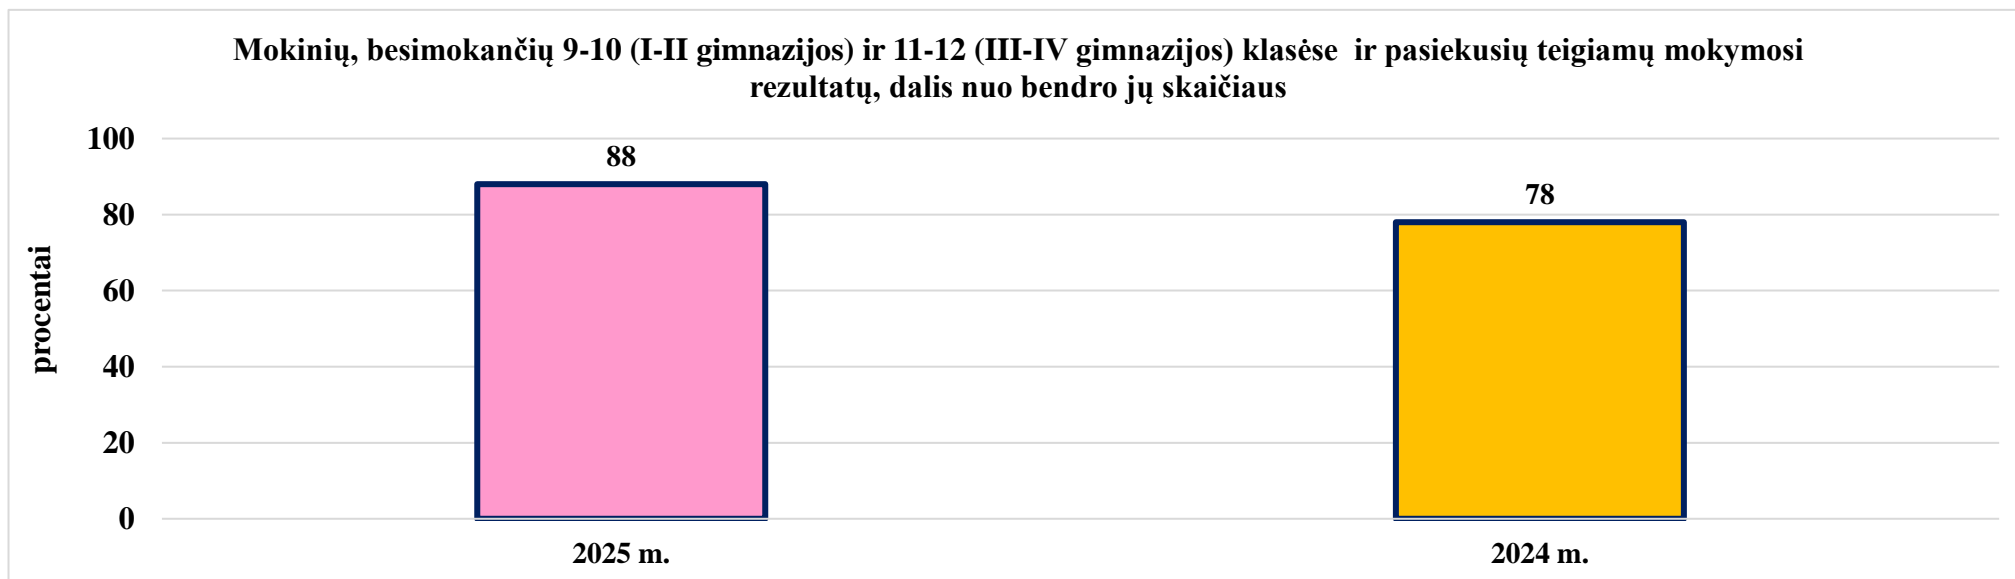 Mokinių, besimokančių 9-10 (I-II gimnazijos) ir 11-12 (III-IV gimnazijos) klasėse  ir pasiekusių teigiamų mokymosi
rezultatų, dalis nuo bendro jų skaičiaus
procentai
100
80
60
40
20
0
88
78
2025 m.
2024 m.